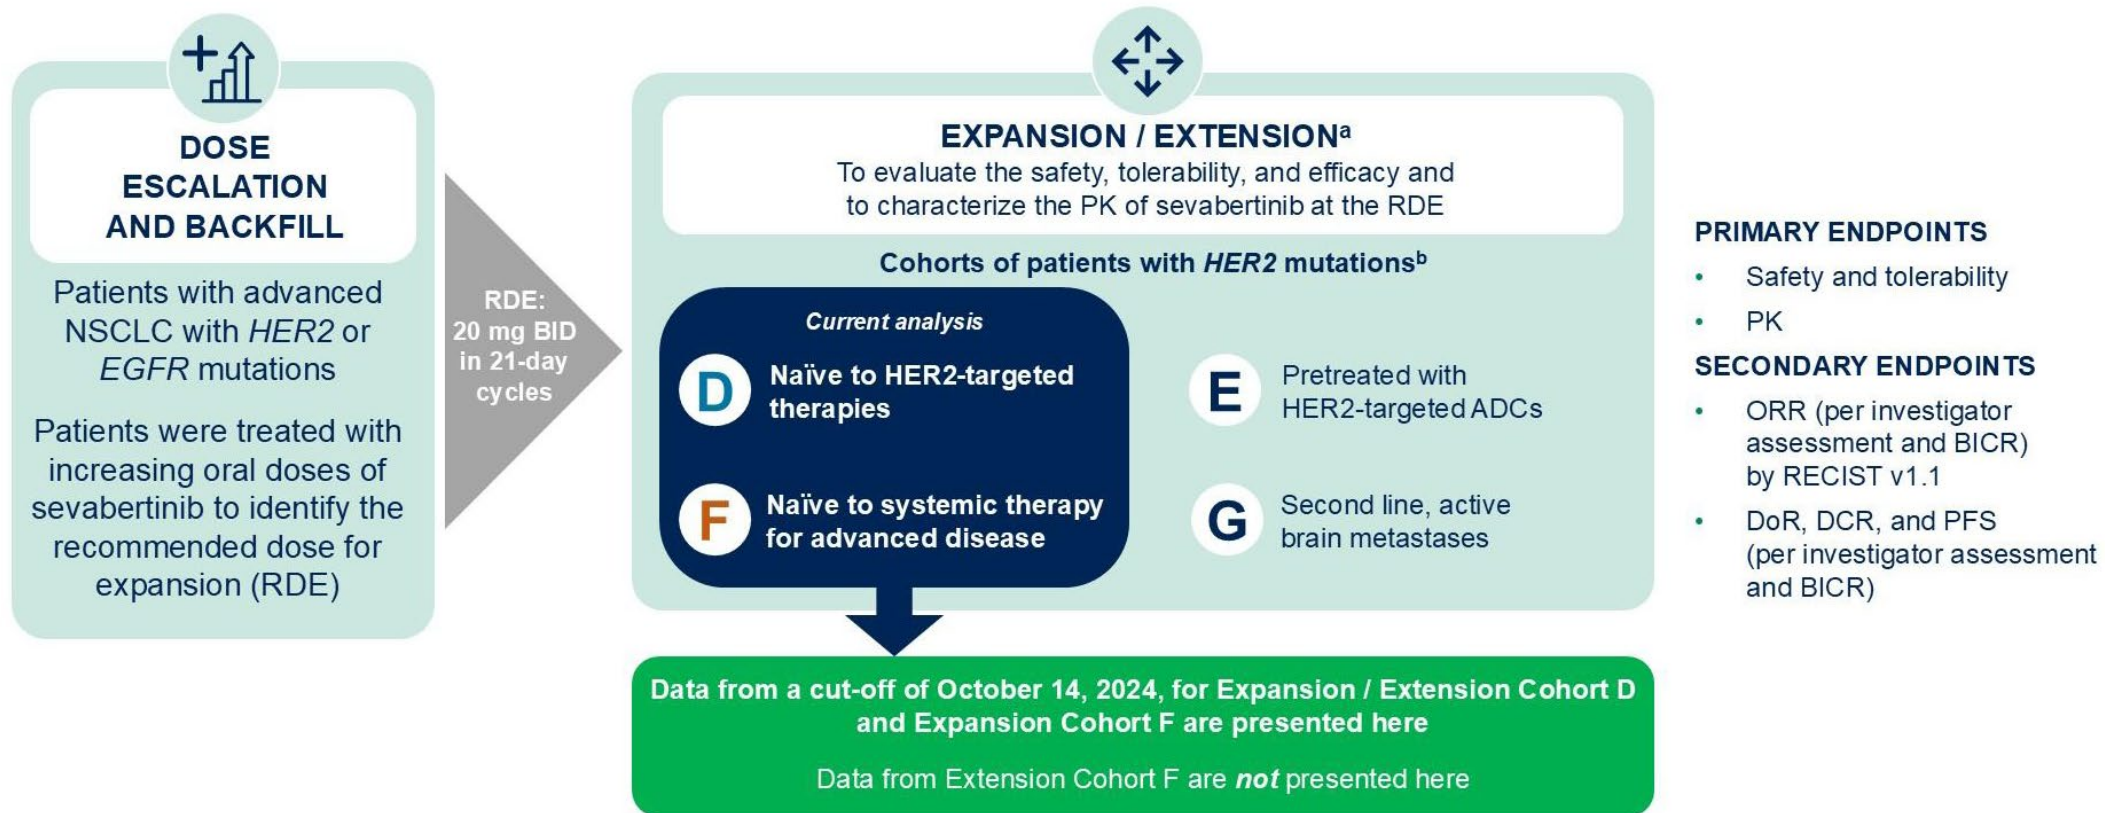 DOSE
ESCALATION
AND BACKFILL
Patients with advanced
NSCLC with HER2 or
EGFR mutations
Patients were treated with
increasing oral doses of
sevabertinib to identify the
recommended dose for
expansion (RDE)
RDE:
20 mg BID
in 21-day
cycles
EXPANSION / EXTENSIONᵃ
To evaluate the safety, tolerability, and efficacy and
to characterize the PK of sevabertinib at the RDE
Cohorts of patients with HER2 mutationsᵇ
Current analysis
D
Naïve to HER2-targeted
therapies
F
Naïve to systemic therapy
for advanced disease
E
Pretreated with
HER2-targeted ADCs
G
Second line, active
brain metastases
Data from a cut-off of October 14, 2024, for Expansion / Extension Cohort D
and Expansion Cohort F are presented here
Data from Extension Cohort F are not presented here
PRIMARY ENDPOINTS
• Safety and tolerability
• PK
SECONDARY ENDPOINTS
• ORR (per investigator
assessment and BICR)
by RECIST v1.1
• DoR, DCR, and PFS
(per investigator assessment
and BICR)